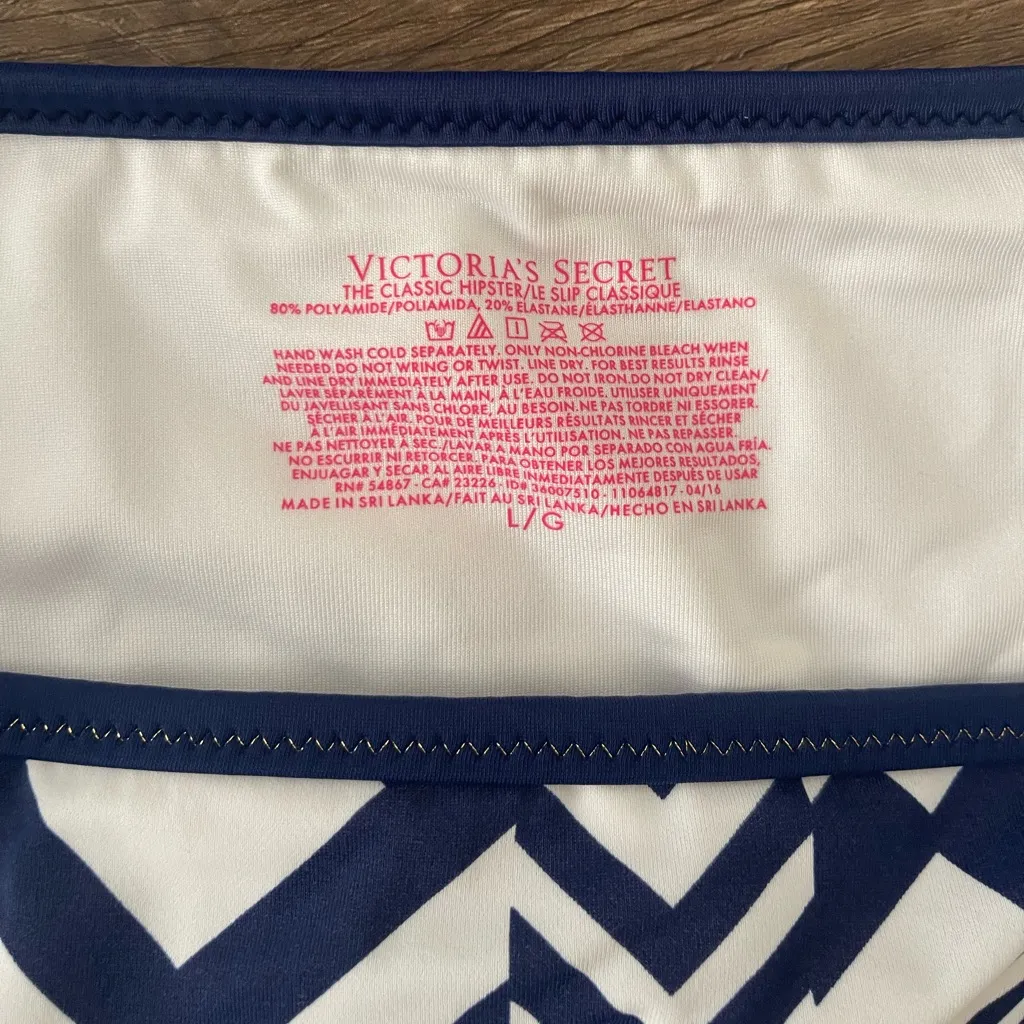 VICTORIA'S SECRET
THE CLASSIC HIPSTER/LE SLIP CLASSIQUE
80% POLYAMIDE/POLIAMIDA, 20% ELASTANE/ÉLASTHANNE/ELASTANO
HAND WASH COLD SEPARATELY. ONLY NON-CHLORINE BLEACH WHEN
NEEDED.DO NOT WRING OR TWIST. LINE DRY. FOR BEST RESULTS RINSE
AND LINE DRY IMMEDIATELY AFTER USE. DO NOT IRON.DO NOT DRY CLEAN/
LAVER SÉPARÉMENT À LA MAIN, À L'EAU FROIDE. UTILISER UNIQUEMENT
DU JAVELLISANT SANS CHLORE, AU BESOIN.NE PAS TORDRE NI ESSORER.
SÉCHER À L'AIR. POUR DE MEILLEURS RÉSULTATS RINCER ET SÉCHER
À L'AIR IMMÉDIATEMENT APRÈS L'UTILISATION. NE PAS REPASSER.
NE PAS NETTOYER A SEC./LAVAR A MANO POR SEPARADO CON AGUA FRÍA.
NO ESCURRIR NI RETORCER. PARA OBTENER LOS MEJORES RESULTADOS,
ENJUAGAR Y SECAR AL AIRE LIBRE INMEDIATAMENTE DESPUÉS DE USAR
RN# 54867 - CA# 23226 - ID# 36007510 - 11064817 - 04/16
MADE IN SRI LANKA/FAIT AU SRI LANKA/HECHO EN SRI LANKA
L/G